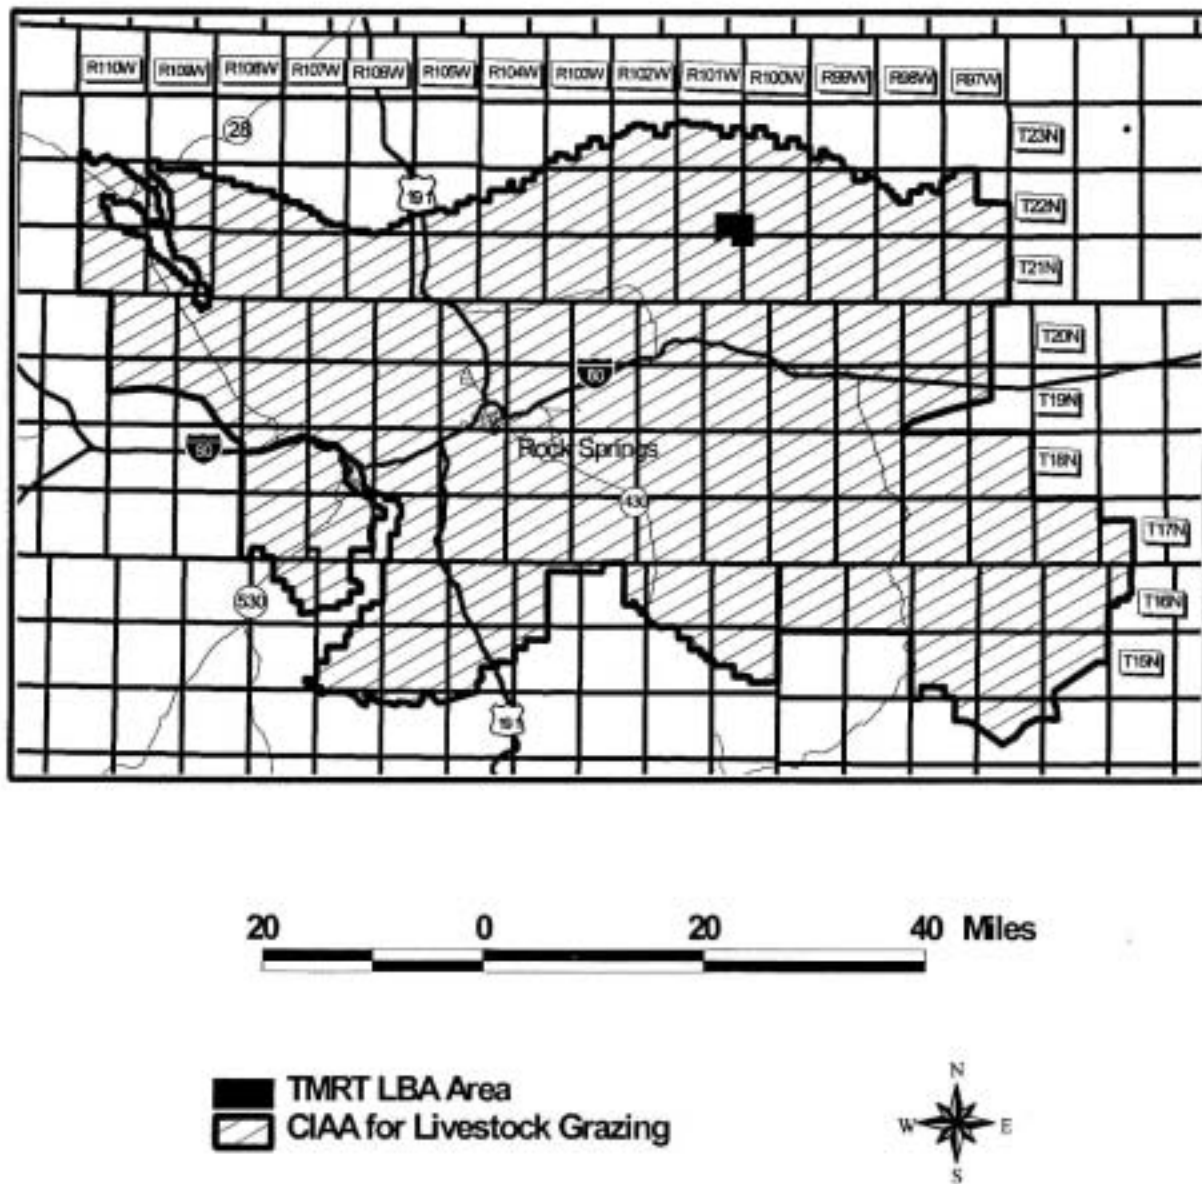 R110W R109W R108W R107W R106W R105W R104W R103W R102W R101W R100W R99W R98W R97W
28
T23N
191
T22N
T21N
T20N
80
T19N
Rock Springs
80
T18N
430
T17N
530
T16N
T15N
191
20 0 20 40 Miles
TMRT LBA Area
CIAA for Livestock Grazing
N
W E
S